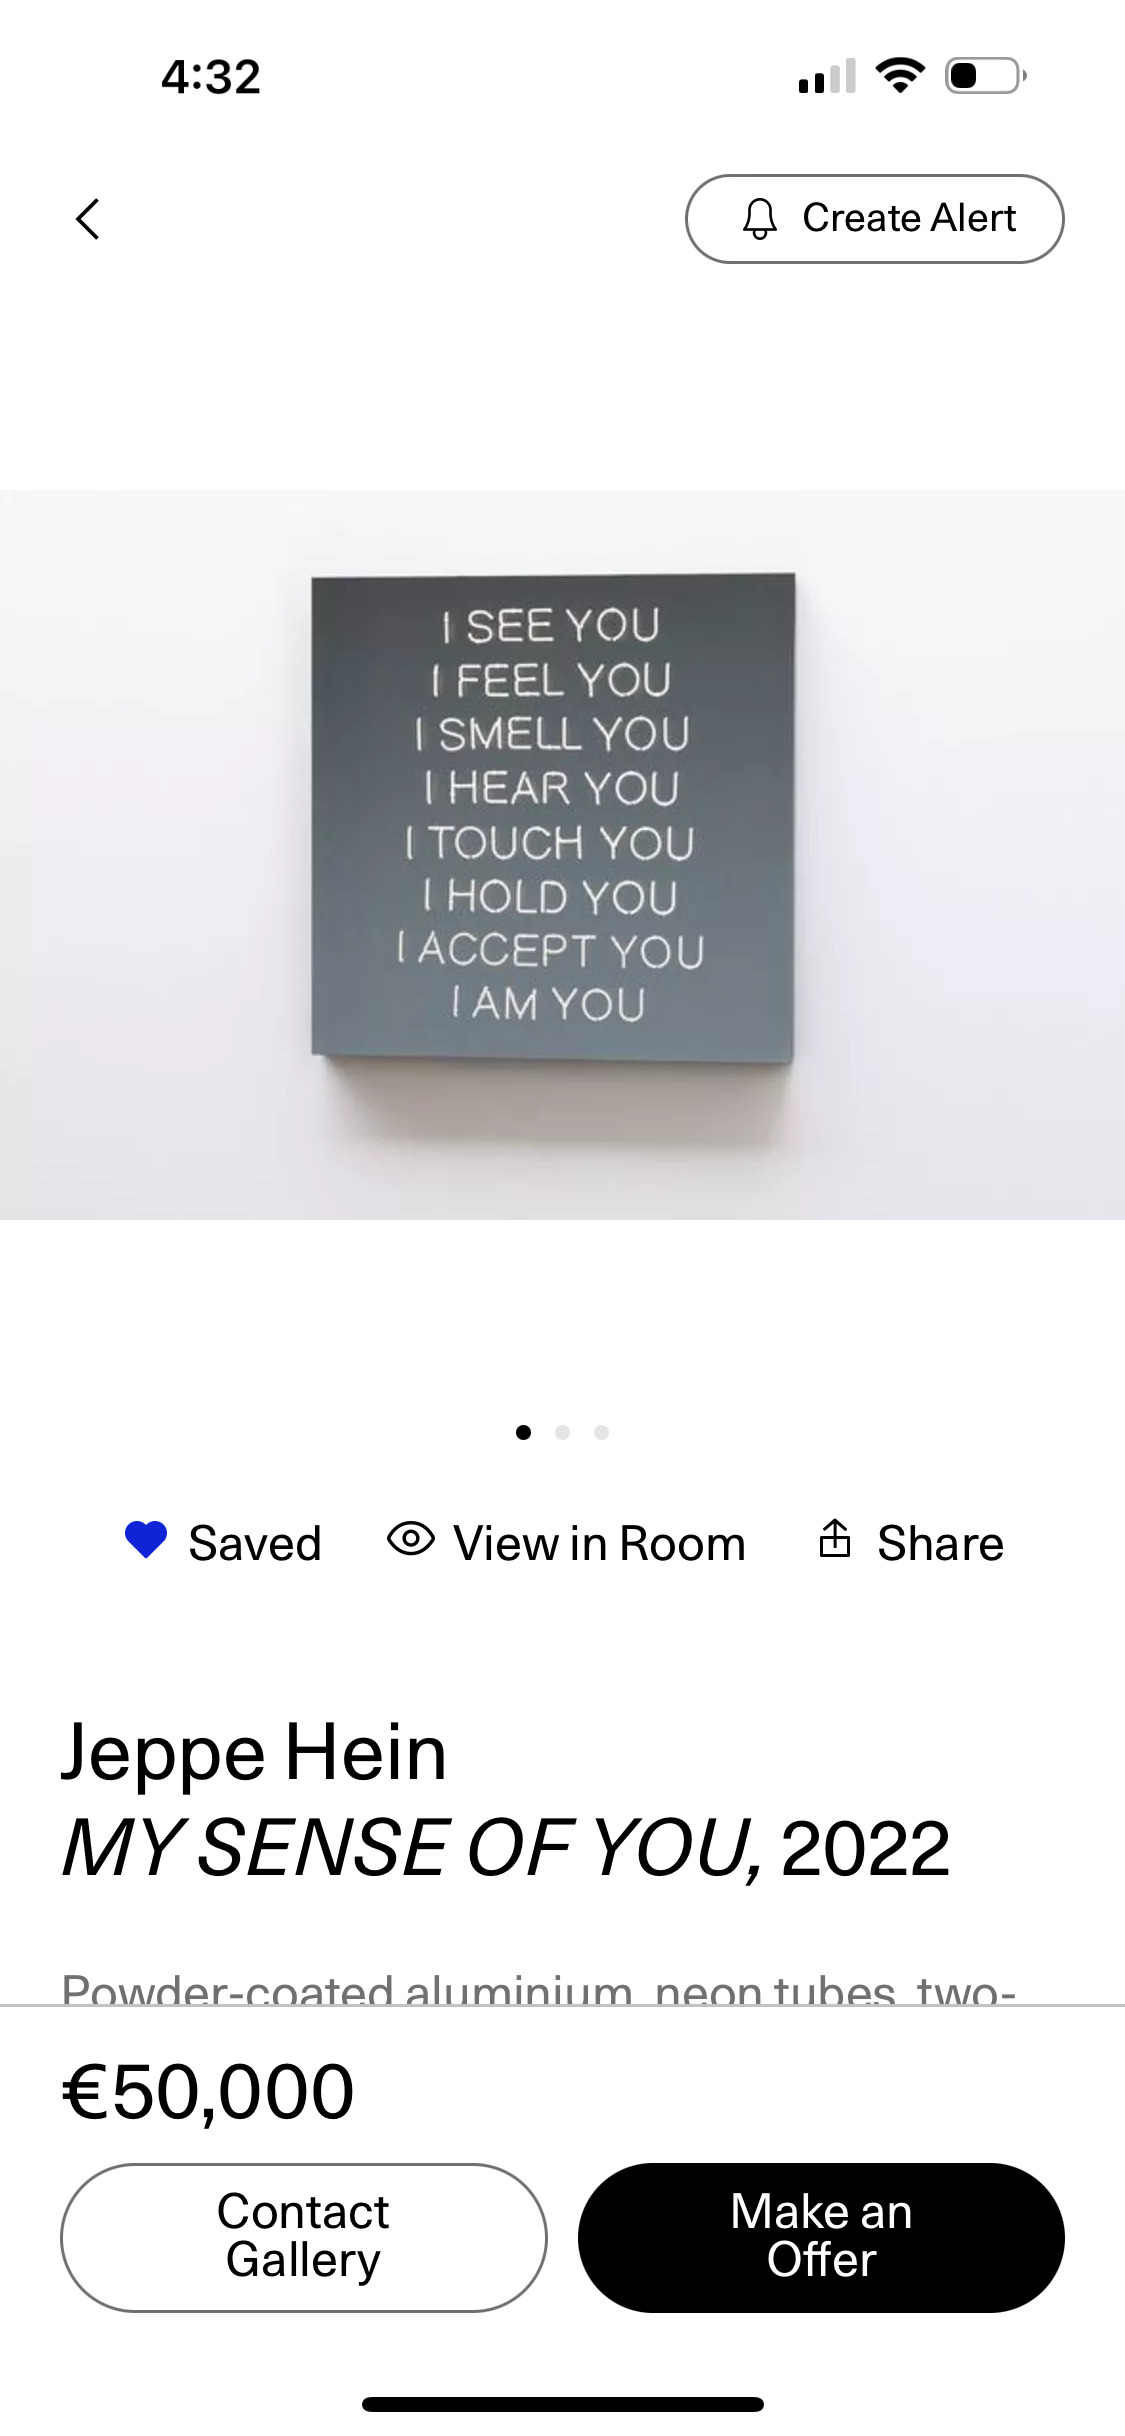 4:32
Create Alert
I SEE YOU
I FEEL YOU
I SMELL YOU
I HEAR YOU
I TOUCH YOU
I HOLD YOU
I ACCEPT YOU
I AM YOU
Saved View in Room Share
Jeppe Hein
MY SENSE OF YOU, 2022
Powder-coated aluminium, neon tubes, two-
€50,000
Contact
Gallery
Make an
Offer